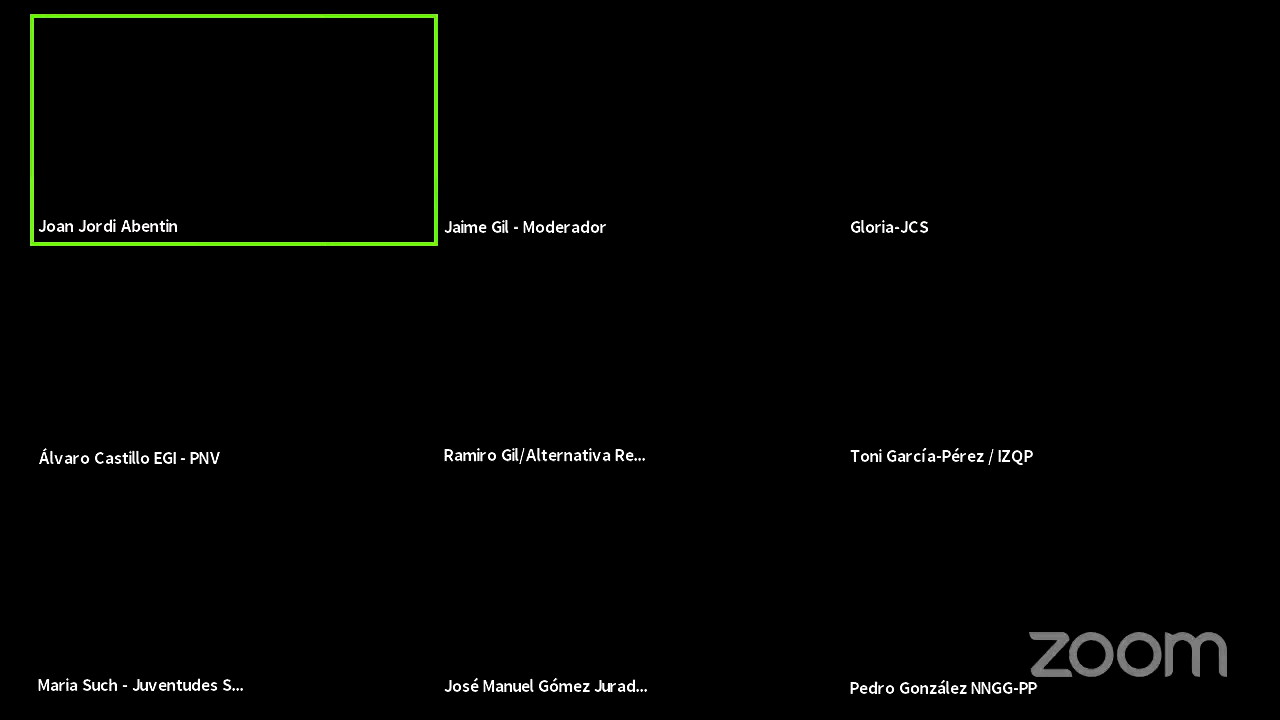 Joan Jordi Abentin
Jaime Gil - Moderador
Gloria-JCS
Álvaro Castillo EGI - PNV
Ramiro Gil/Alternativa Re...
Toni García-Pérez / IZQP
Maria Such - Juventudes S...
José Manuel Gómez Jurad...
Pedro González NNGG-PP
zoom